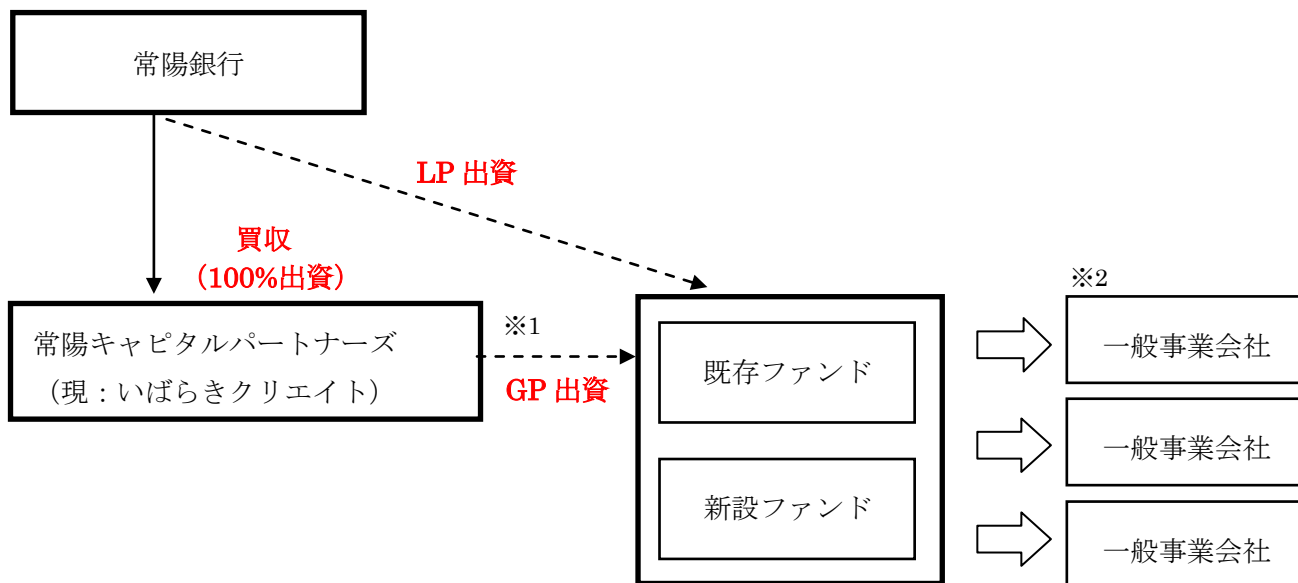 常陽銀行
LP 出資
買収
（100%出資）
常陽キャピタルパートナーズ
（現：いばらきクリエイト）
※1
GP 出資
既存ファンド
新設ファンド
※2
一般事業会社
一般事業会社
一般事業会社